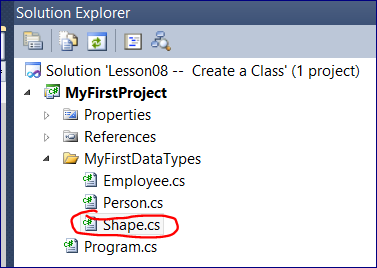 Solution Explorer
Solution 'Lesson08 -- Create a Class' (1 project)
MyFirstProject
Properties
References
MyFirstDataTypes
Employee.cs
Person.cs
Shape.cs
Program.cs